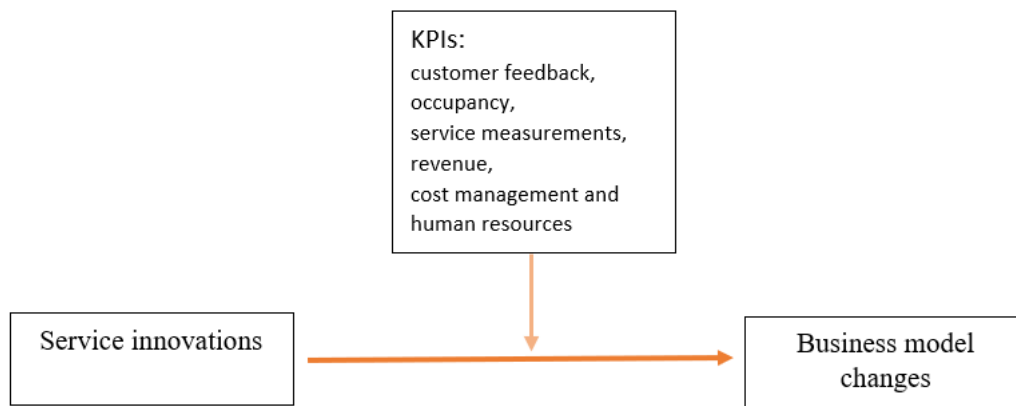 KPIs:
customer feedback,
occupancy,
service measurements,
revenue,
cost management and
human resources
Service innovations
Business model
changes